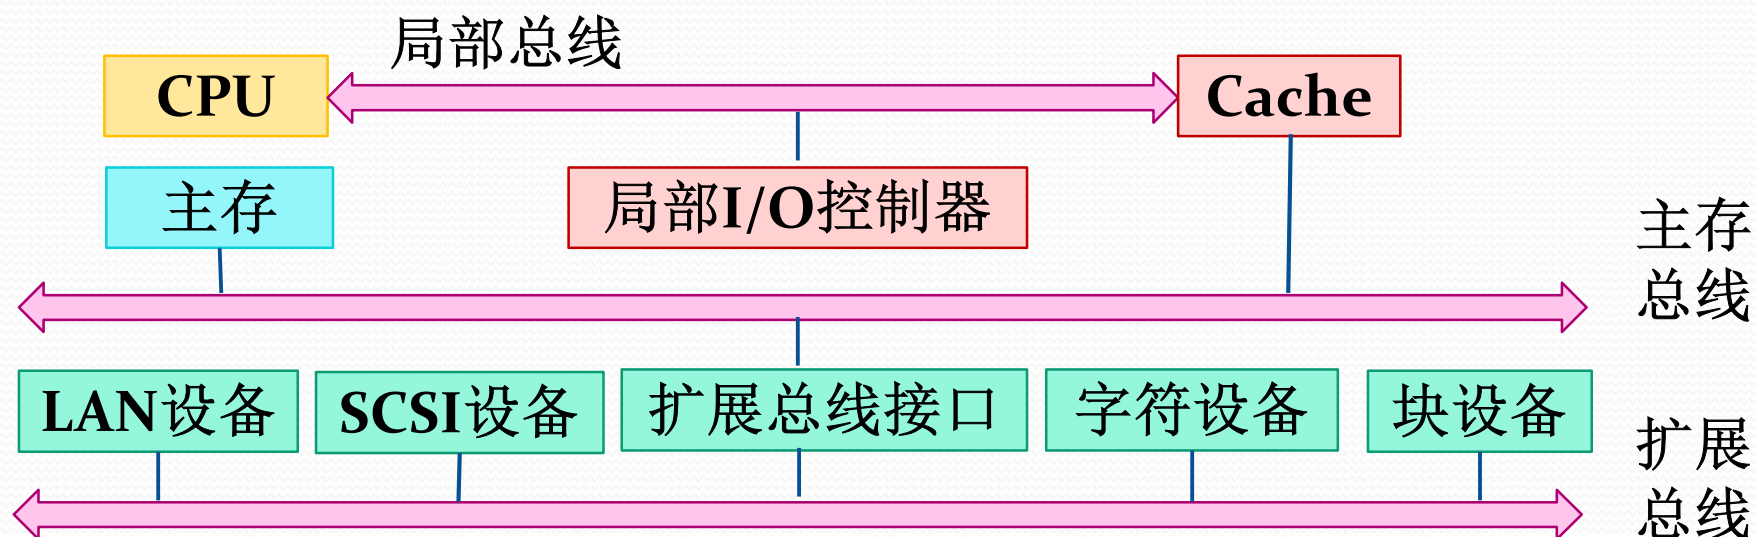 局部总线
CPU
Cache
主存
局部I/O控制器
主存
总线
LAN设备
SCSI设备
扩展总线接口
字符设备
块设备
扩展
总线